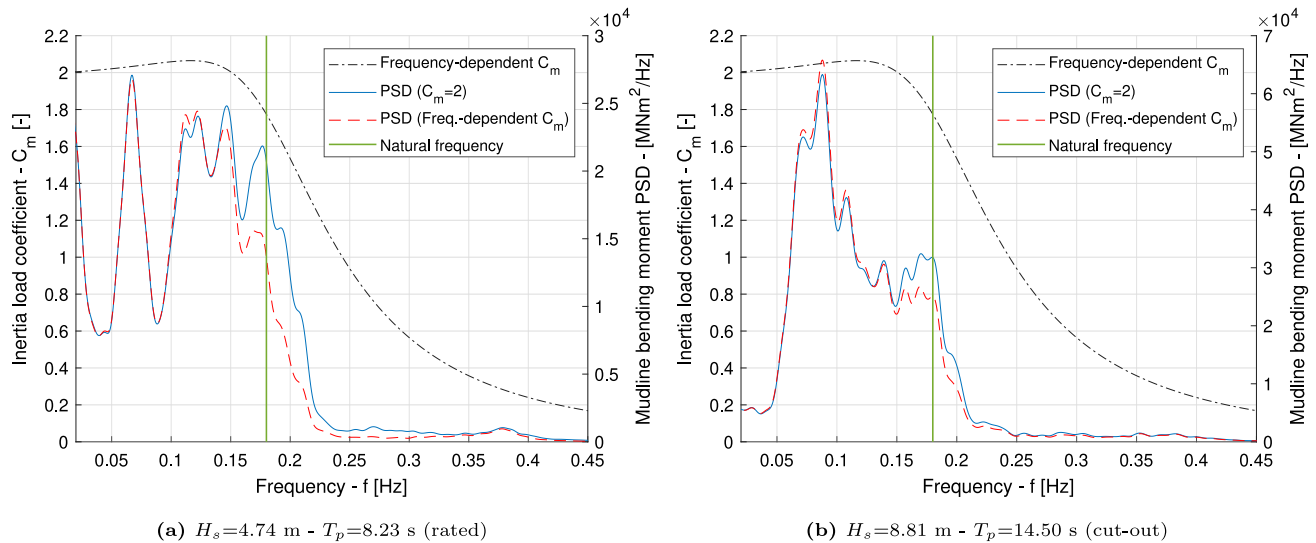 ×10^4
2.2
2
1.8
1.6
1.4
1.2
1
0.8
0.6
0.4
0.2
0
Inertia load coefficient - C_m [-]
Frequency-dependent C_m
PSD (C_m=2)
PSD (Freq.-dependent C_m)
Natural frequency
3
2.5
2
1.5
1
0.5
0
Mudline bending moment PSD - [MNm^2/Hz]
0.05 0.1 0.15 0.2 0.25 0.3 0.35 0.4 0.45
Frequency - f [Hz]
(a) H_s=4.74 m - T_p=8.23 s (rated)
×10^4
2.2
2
1.8
1.6
1.4
1.2
1
0.8
0.6
0.4
0.2
0
Inertia load coefficient - C_m [-]
Frequency-dependent C_m
PSD (C_m=2)
PSD (Freq.-dependent C_m)
Natural frequency
7
6
5
4
3
2
1
0
Mudline bending moment PSD - [MNm^2/Hz]
0.05 0.1 0.15 0.2 0.25 0.3 0.35 0.4 0.45
Frequency - f [Hz]
(b) H_s=8.81 m - T_p=14.50 s (cut-out)